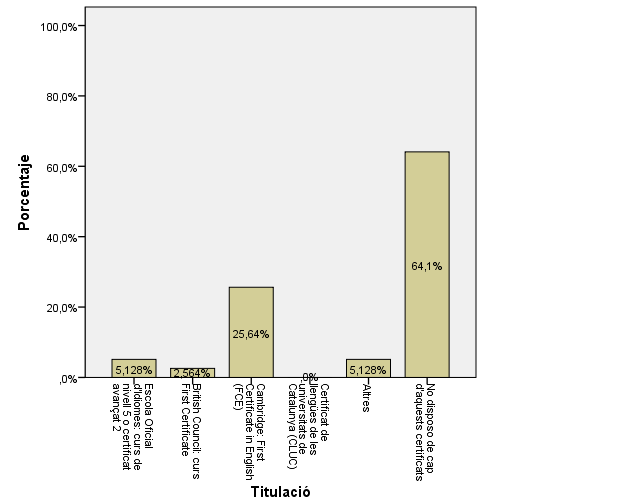 100,0%
80,0%
60,0%
40,0%
20,0%
,0%
Porcentaje
5,128%
2,564%
25,64%
,0%
5,128%
64,1%
Escola Oficial
d'Idiomes: curs de
nivell 5 o certificat
avançat 2
British Council: curs
First Certificate
Cambridge: First
Certificate in English
(FCE)
Certificat de
llengües de les
universitats de
Catalunya (CLUC)
Altres
No disposo de cap
d'aquests certificats
Titulació